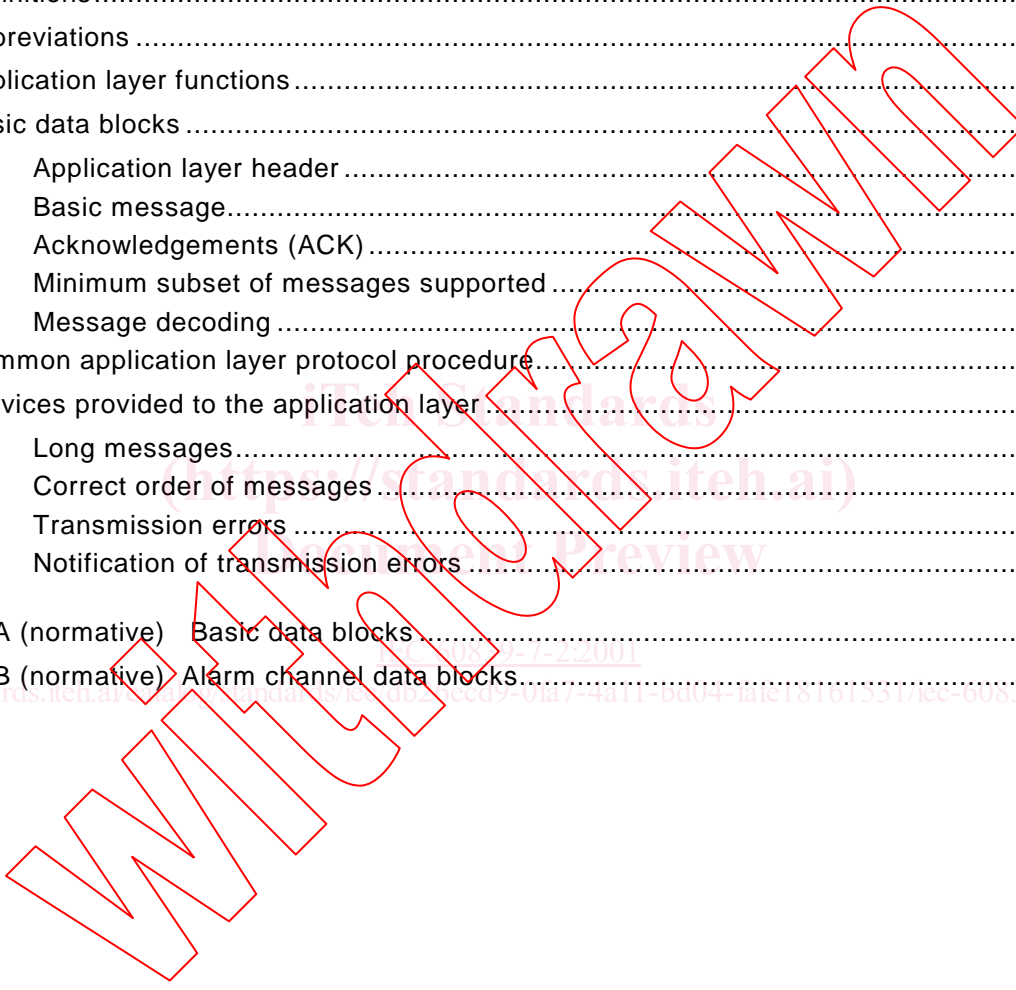 initions
breviations
plication layer functions
sic data blocks
Application layer header
Basic message
Acknowledgements (ACK)
Minimum subset of messages supported
Message decoding
mmon application layer protocol procedure
vices provided to the application layer
Long messages
Correct order of messages
Transmission errors
Notification of transmission errors
A (normative) Basic data blocks
B (normative) Alarm channel data blocks
iTeh Standards
(https://standards.iteh.ai)
Document Preview
IEC 60839-7-2:2001
withdrawn